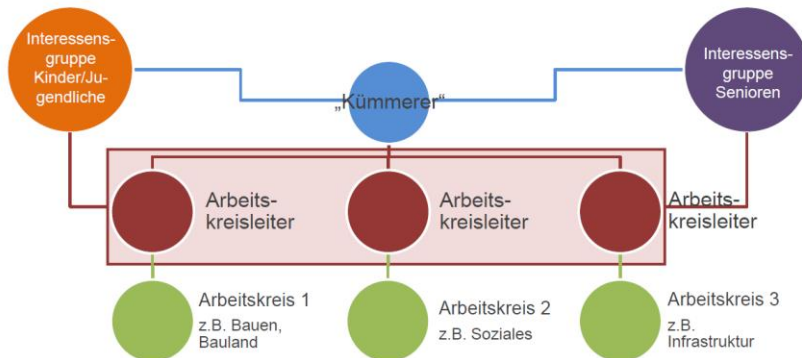 Interessens-
gruppe
Kinder/Ju-
gendliche
Interessens-
gruppe
Senioren
„Kümmerer“
Arbeits-
kreisleiter
Arbeits-
kreisleiter
Arbeits-
kreisleiter
Arbeitskreis 1
z.B. Bauen,
Bauland
Arbeitskreis 2
z.B. Soziales
Arbeitskreis 3
z.B.
Infrastruktur